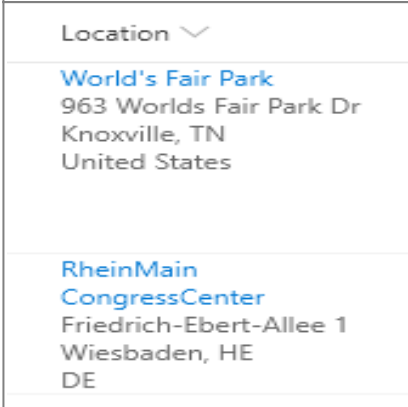 Location
World's Fair Park
963 Worlds Fair Park Dr
Knoxville, TN
United States
RheinMain
CongressCenter
Friedrich-Ebert-Allee 1
Wiesbaden, HE
DE